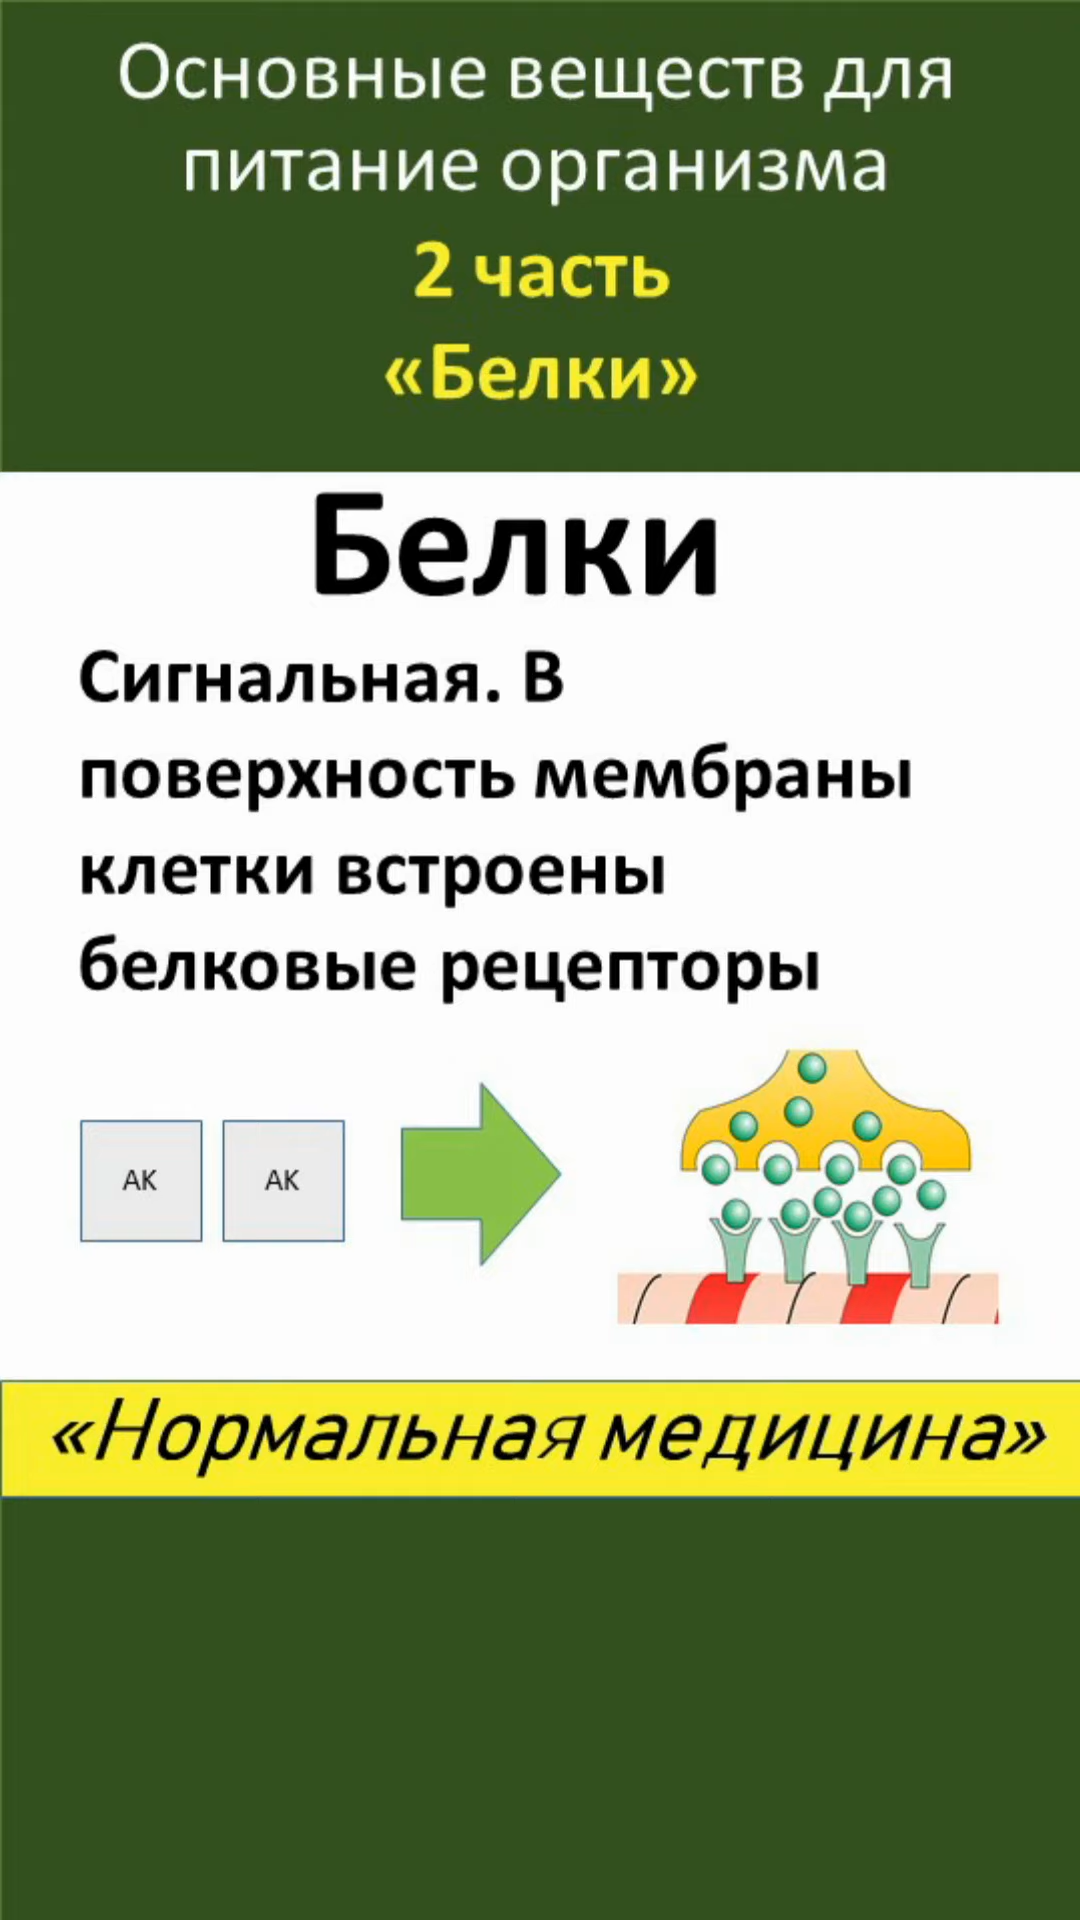 Основные веществ для
питание организма
2 часть
«Белки»
Белки
Сигнальная. В
поверхность мембраны
клетки встроены
белковые рецепторы
АК АК
«Нормальная медицина»